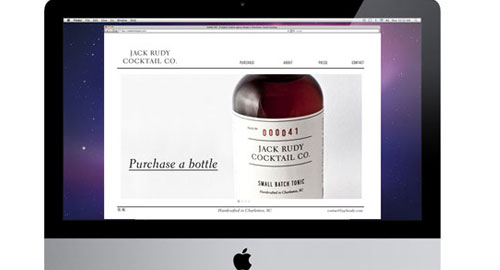 JACK RUDY
COCKTAIL CO.
PURCHASE ABOUT PRESS CONTACT
000041
JACK RUDY
COCKTAIL CO.
SMALL BATCH TONIC
Handcrafted in Charleston, SC
Purchase a bottle
Handcrafted in Charleston, SC